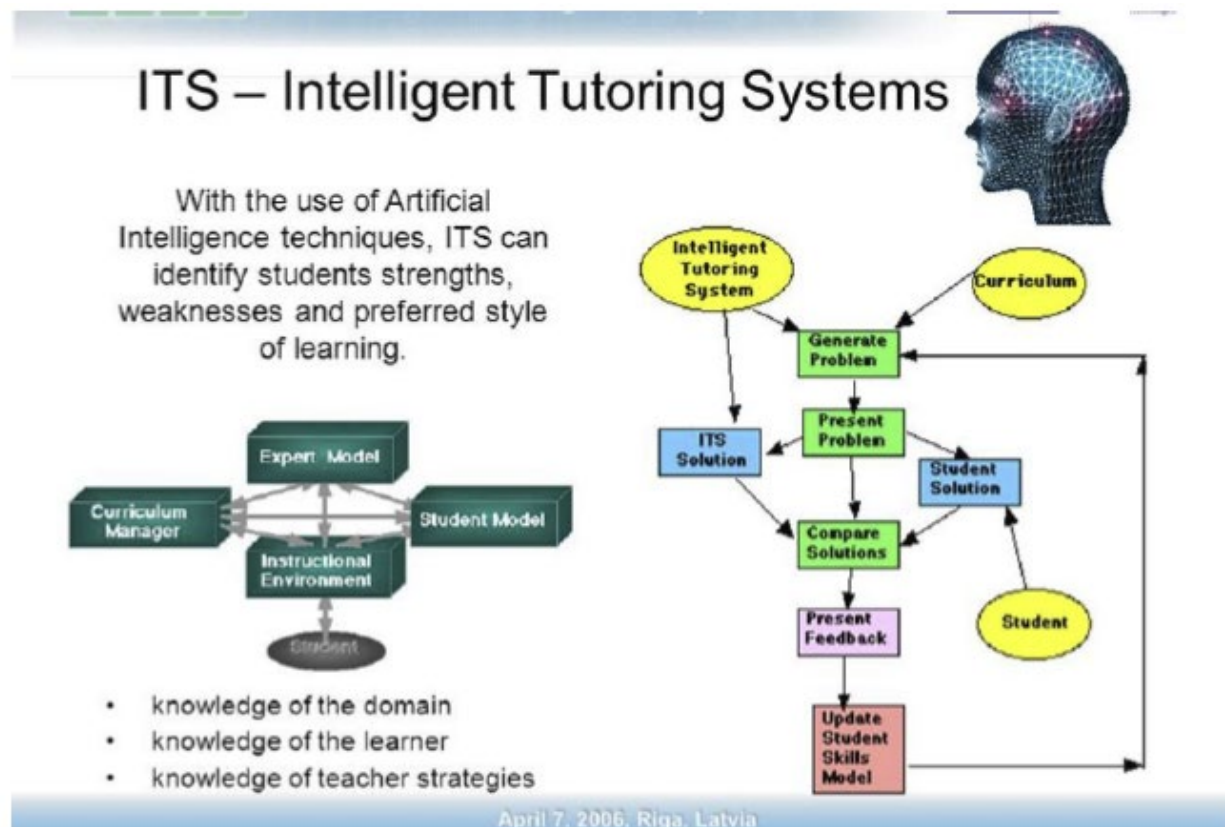 ITS – Intelligent Tutoring Systems
With the use of Artificial
Intelligence techniques, ITS can
identify students strengths,
weaknesses and preferred style
of learning.
Expert Model
Curriculum
Manager
Student Model
Instructional
Environment
Student
• knowledge of the domain
• knowledge of the learner
• knowledge of teacher strategies
Intelligent
Tutoring
System
Curriculum
Generate
Problem
Present
Problem
ITS
Solution
Student
Solution
Compare
Solutions
Present
Feedback
Student
Update
Student
Skills
Model
April 7, 2006, Riga, Latvia